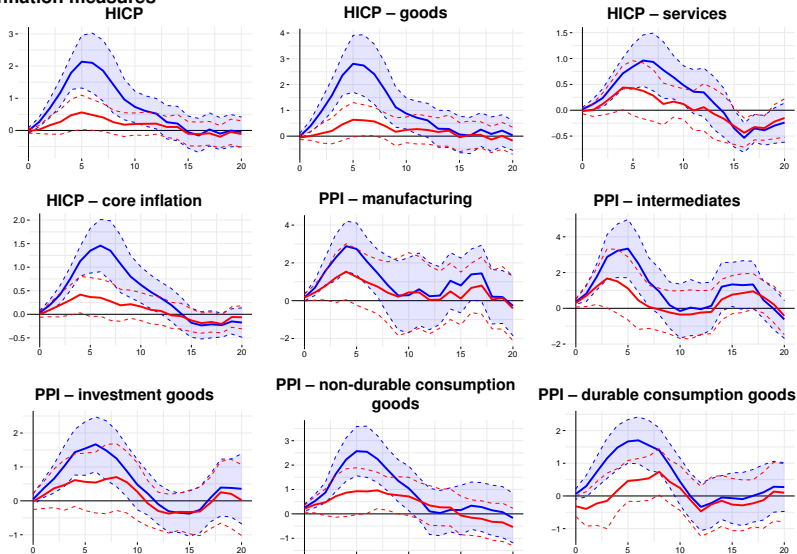 inflation measures
HICP
HICP – goods
HICP – services
3
2
1
0
0 5 10 15 20
4
3
2
1
0
0 5 10 15 20
1.5
1.0
0.5
0.0
−0.5
0 5 10 15 20
HICP – core inflation
PPI – manufacturing
PPI – intermediates
2.0
1.5
1.0
0.5
0.0
−0.5
0 5 10 15 20
4
2
0
−2
0 5 10 15 20
4
2
0
−2
0 5 10 15 20
PPI – investment goods
PPI – non-durable consumption
goods
PPI – durable consumption goods
2
1
0
−1
0 5 10 15 20
3
2
1
0
−1
0 5 10 15 20
2
1
0
−1
0 5 10 15 20